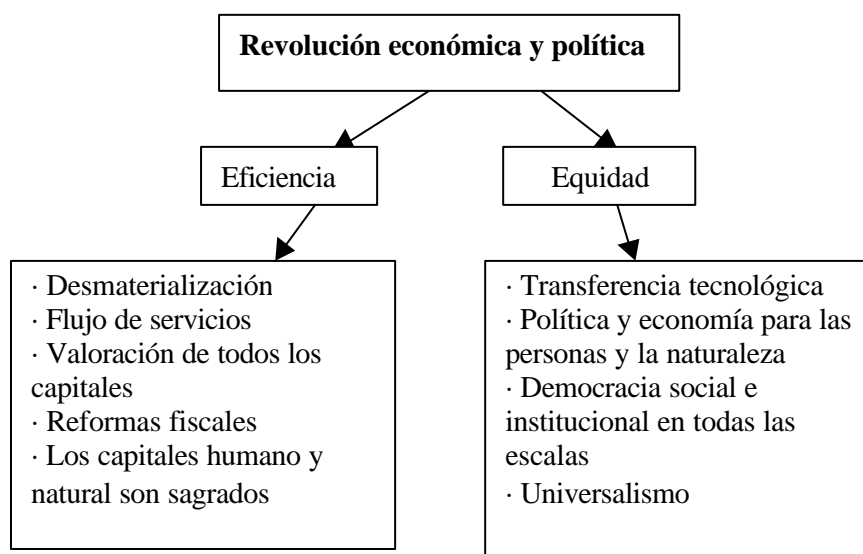 Revolución económica y política
Eficiencia
Equidad
· Desmaterialización
· Flujo de servicios
· Valoración de todos los
capitales
· Reformas fiscales
· Los capitales humano y
natural son sagrados
· Transferencia tecnológica
· Política y economía para las
personas y la naturaleza
· Democracia social e
institucional en todas las
escalas
· Universalismo